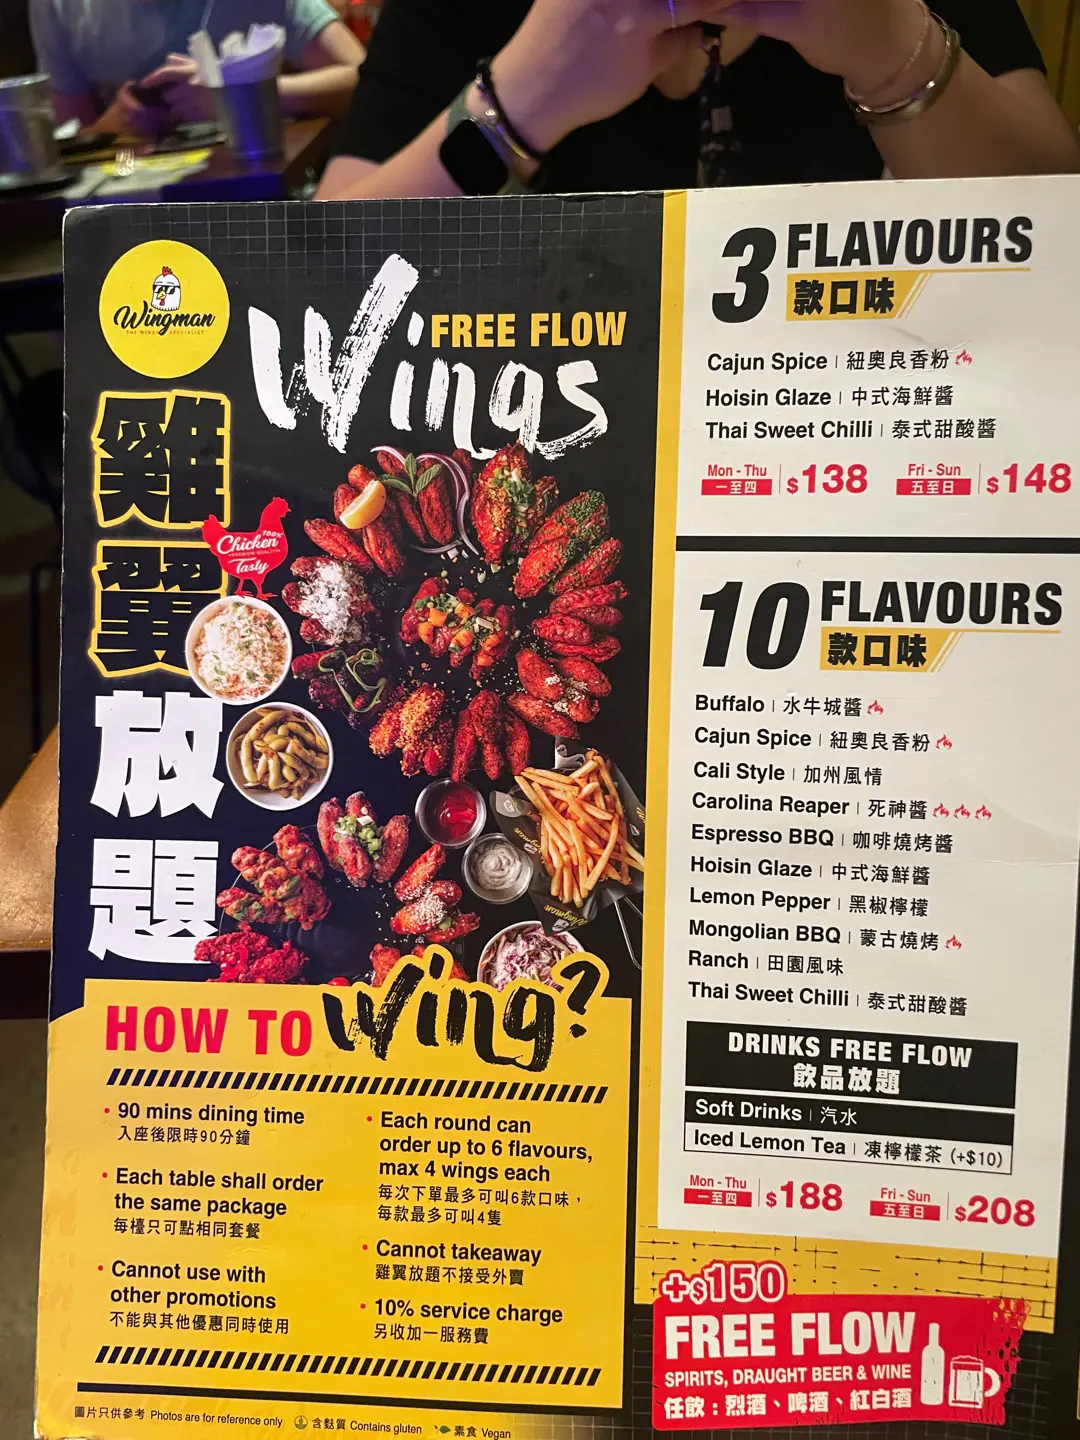 Wingman
THE WINGS SPECIALIST
FREE FLOW
Wings
雞翼放題
100%
Chicken
PREMIUM QUALITY
Tasty
HOW TO Wing?
• 90 mins dining time
入座後限時90分鐘
• Each table shall order
the same package
每檯只可點相同套餐
• Cannot use with
other promotions
不能與其他優惠同時使用
• Each round can
order up to 6 flavours,
max 4 wings each
每次下單最多可叫6款口味，
每款最多可叫4隻
• Cannot takeaway
雞翼放題不接受外賣
• 10% service charge
另收加一服務費
圖片只供參考 Photos are for reference only 含麩質 Contains gluten 素食 Vegan
3 FLAVOURS
款口味
Cajun Spice | 紐奧良香粉
Hoisin Glaze | 中式海鮮醬
Thai Sweet Chilli | 泰式甜酸醬
Mon - Thu
一至四
$138
Fri - Sun
五至日
$148
10 FLAVOURS
款口味
Buffalo | 水牛城醬
Cajun Spice | 紐奧良香粉
Cali Style | 加州風情
Carolina Reaper | 死神醬
Espresso BBQ | 咖啡燒烤醬
Hoisin Glaze | 中式海鮮醬
Lemon Pepper | 黑椒檸檬
Mongolian BBQ | 蒙古燒烤
Ranch | 田園風味
Thai Sweet Chilli | 泰式甜酸醬
DRINKS FREE FLOW
飲品放題
Soft Drinks | 汽水
Iced Lemon Tea | 凍檸檬茶 (+$10)
Mon - Thu
一至四
$188
Fri - Sun
五至日
$208
+$150
FREE FLOW
SPIRITS, DRAUGHT BEER & WINE
任飲：烈酒、啤酒、紅白酒